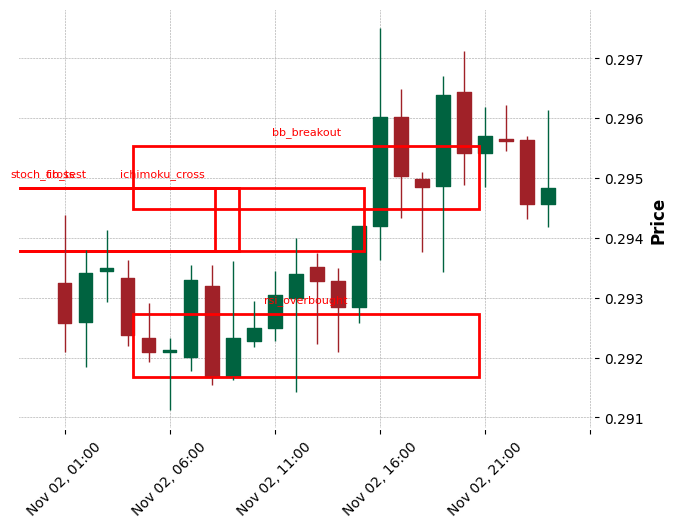 0.297
0.296
bb_breakout
0.295
stoch_cross
ichimoku_cross
0.294
0.293
0.292
0.291
Price
Nov 02, 01:00
Nov 02, 06:00
Nov 02, 11:00
Nov 02, 16:00
Nov 02, 21:00